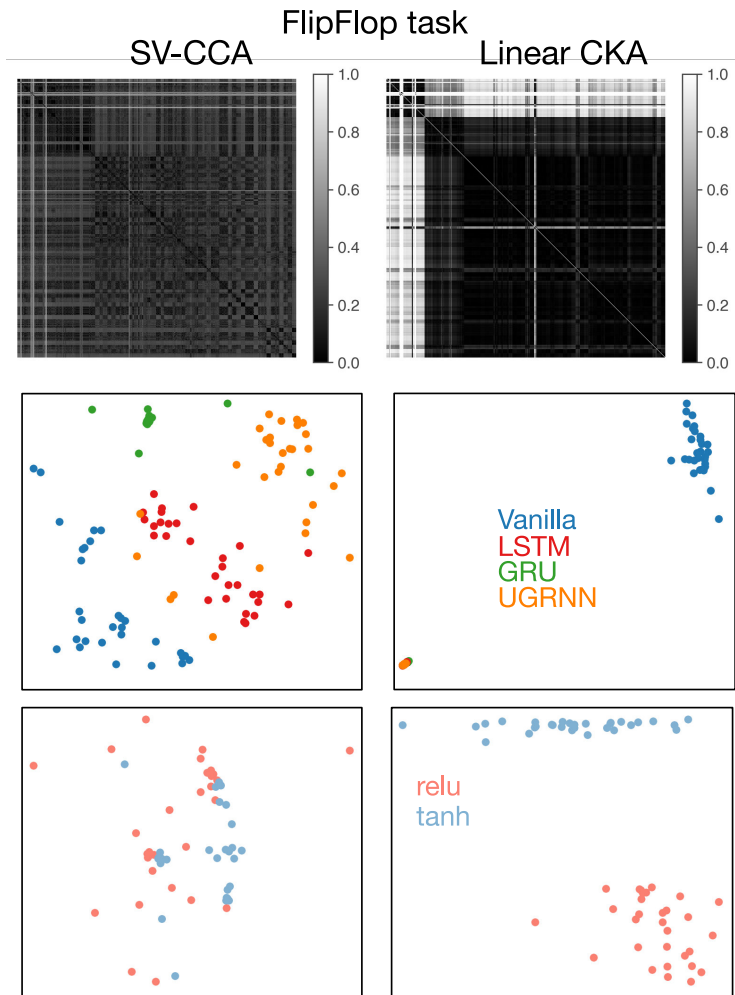 FlipFlop task
SV-CCA
Linear CKA
1.0
0.8
0.6
0.4
0.2
0.0
1.0
0.8
0.6
0.4
0.2
0.0
Vanilla
LSTM
GRU
UGRNN
relu
tanh